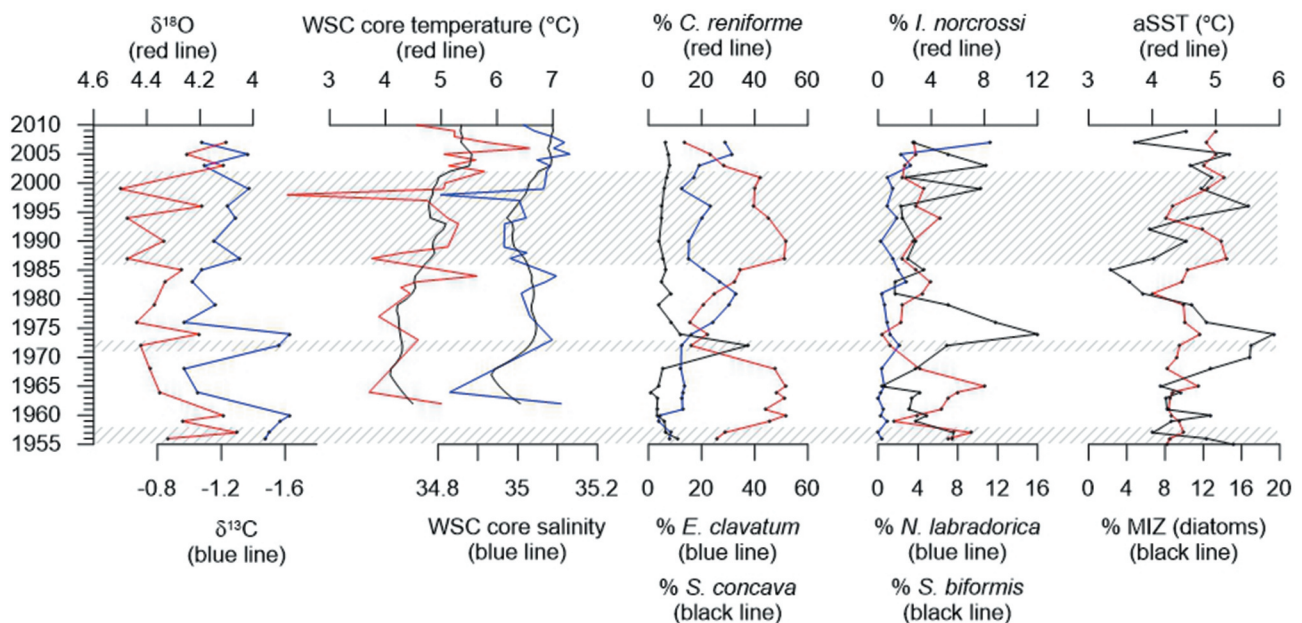 δ¹⁸O
(red line)
4.6 4.4 4.2 4
WSC core temperature (°C)
(red line)
3 4 5 6 7
% C. reniforme
(red line)
0 20 40 60
% I. norcrossi
(red line)
0 4 8 12
aSST (°C)
(red line)
3 4 5 6
2010
2005
2000
1995
1990
1985
1980
1975
1970
1965
1960
1955
-0.8 -1.2 -1.6
δ¹³C
(blue line)
34.8 35 35.2
WSC core salinity
(blue line)
0 20 40 60
% E. clavatum
(blue line)
% S. concava
(black line)
0 4 8 12 16
% N. labradorica
(blue line)
% S. biformis
(black line)
0 4 8 12 16 20
% MIZ (diatoms)
(black line)